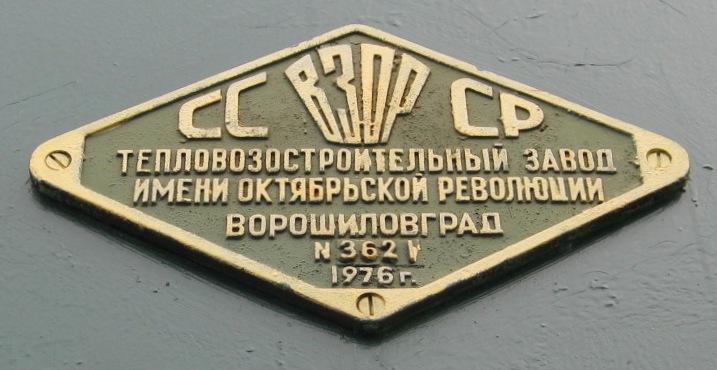 СС ВЗОР СР
ТЕПЛОВОЗОСТРОИТЕЛЬНЫЙ ЗАВОД
ИМЕНИ ОКТЯБРЬСКОЙ РЕВОЛЮЦИИ
ВОРОШИЛОВГРАД
N 362
1976 г.